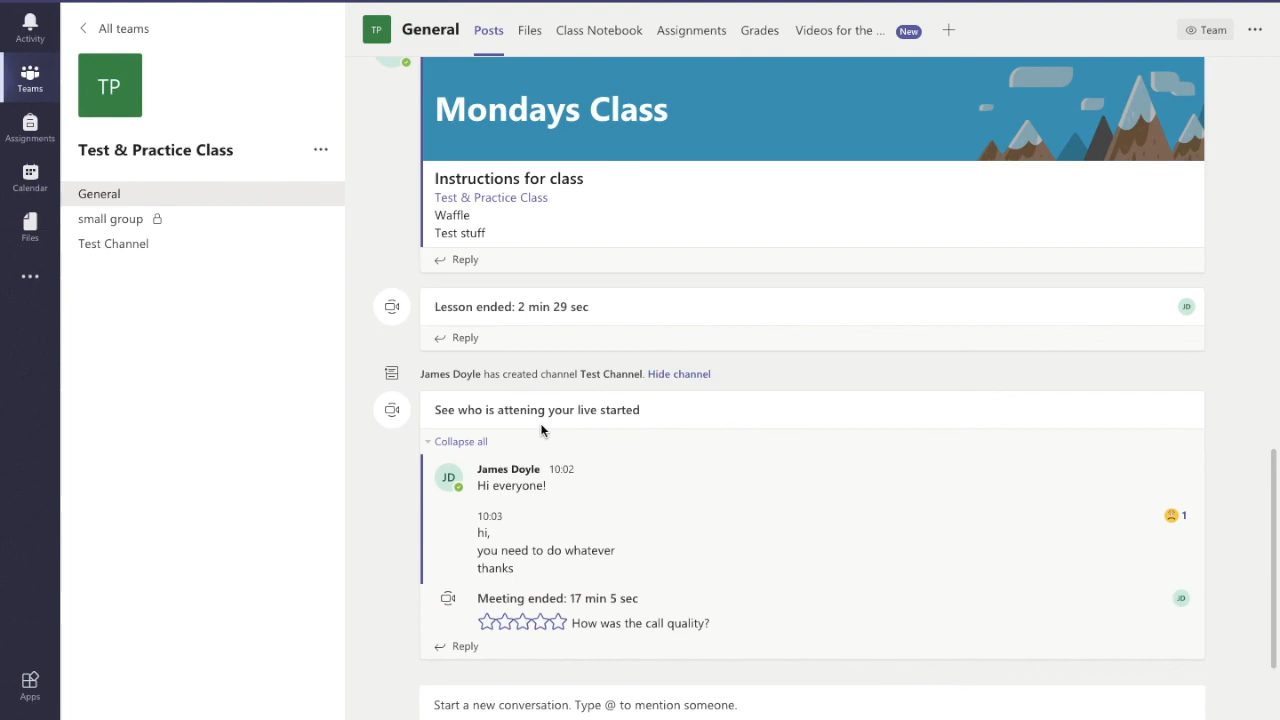 Activity
Teams
Assignments
Calendar
Files
Apps
All teams
TP
Test & Practice Class
General
small group
Test Channel
TP General Posts Files Class Notebook Assignments Grades Videos for the ... New Team
Mondays Class
Instructions for class
Test & Practice Class
Waffle
Test stuff
Reply
Lesson ended: 2 min 29 sec JD
Reply
James Doyle has created channel Test Channel. Hide channel
See who is attening your live started
Collapse all
JD James Doyle 10:02
Hi everyone!
10:03 1
hi,
you need to do whatever
thanks
Meeting ended: 17 min 5 sec JD
How was the call quality?
Reply
Start a new conversation. Type @ to mention someone.